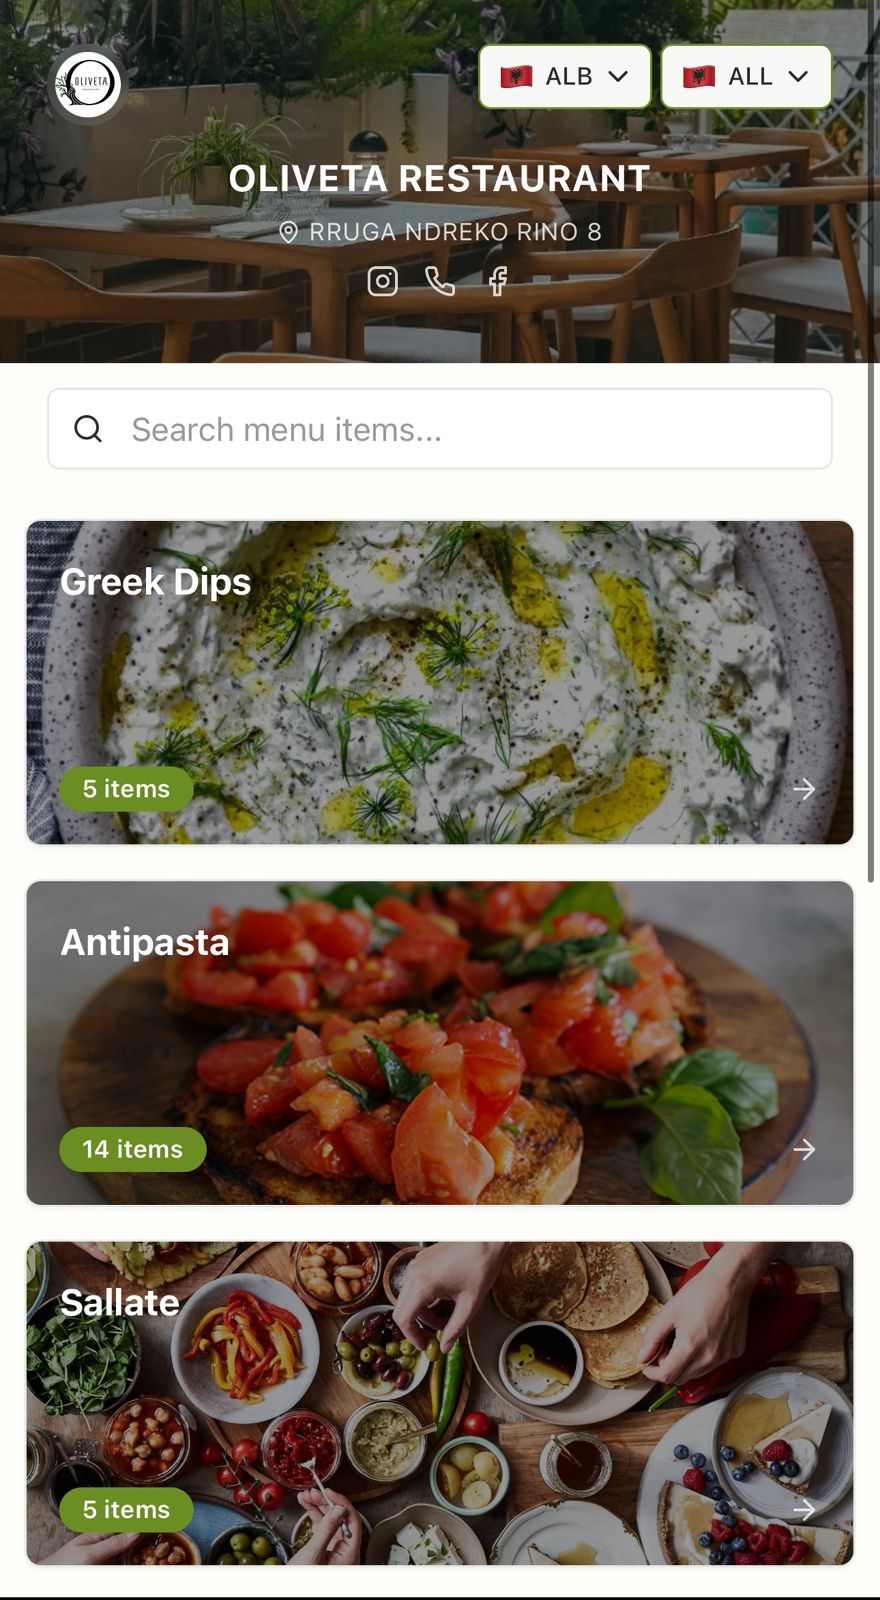 OLIVETA
ALB
ALL
OLIVETA RESTAURANT
RRUGA NDREKO RINO 8
Search menu items...
Greek Dips
5 items
Antipasta
14 items
Sallate
5 items